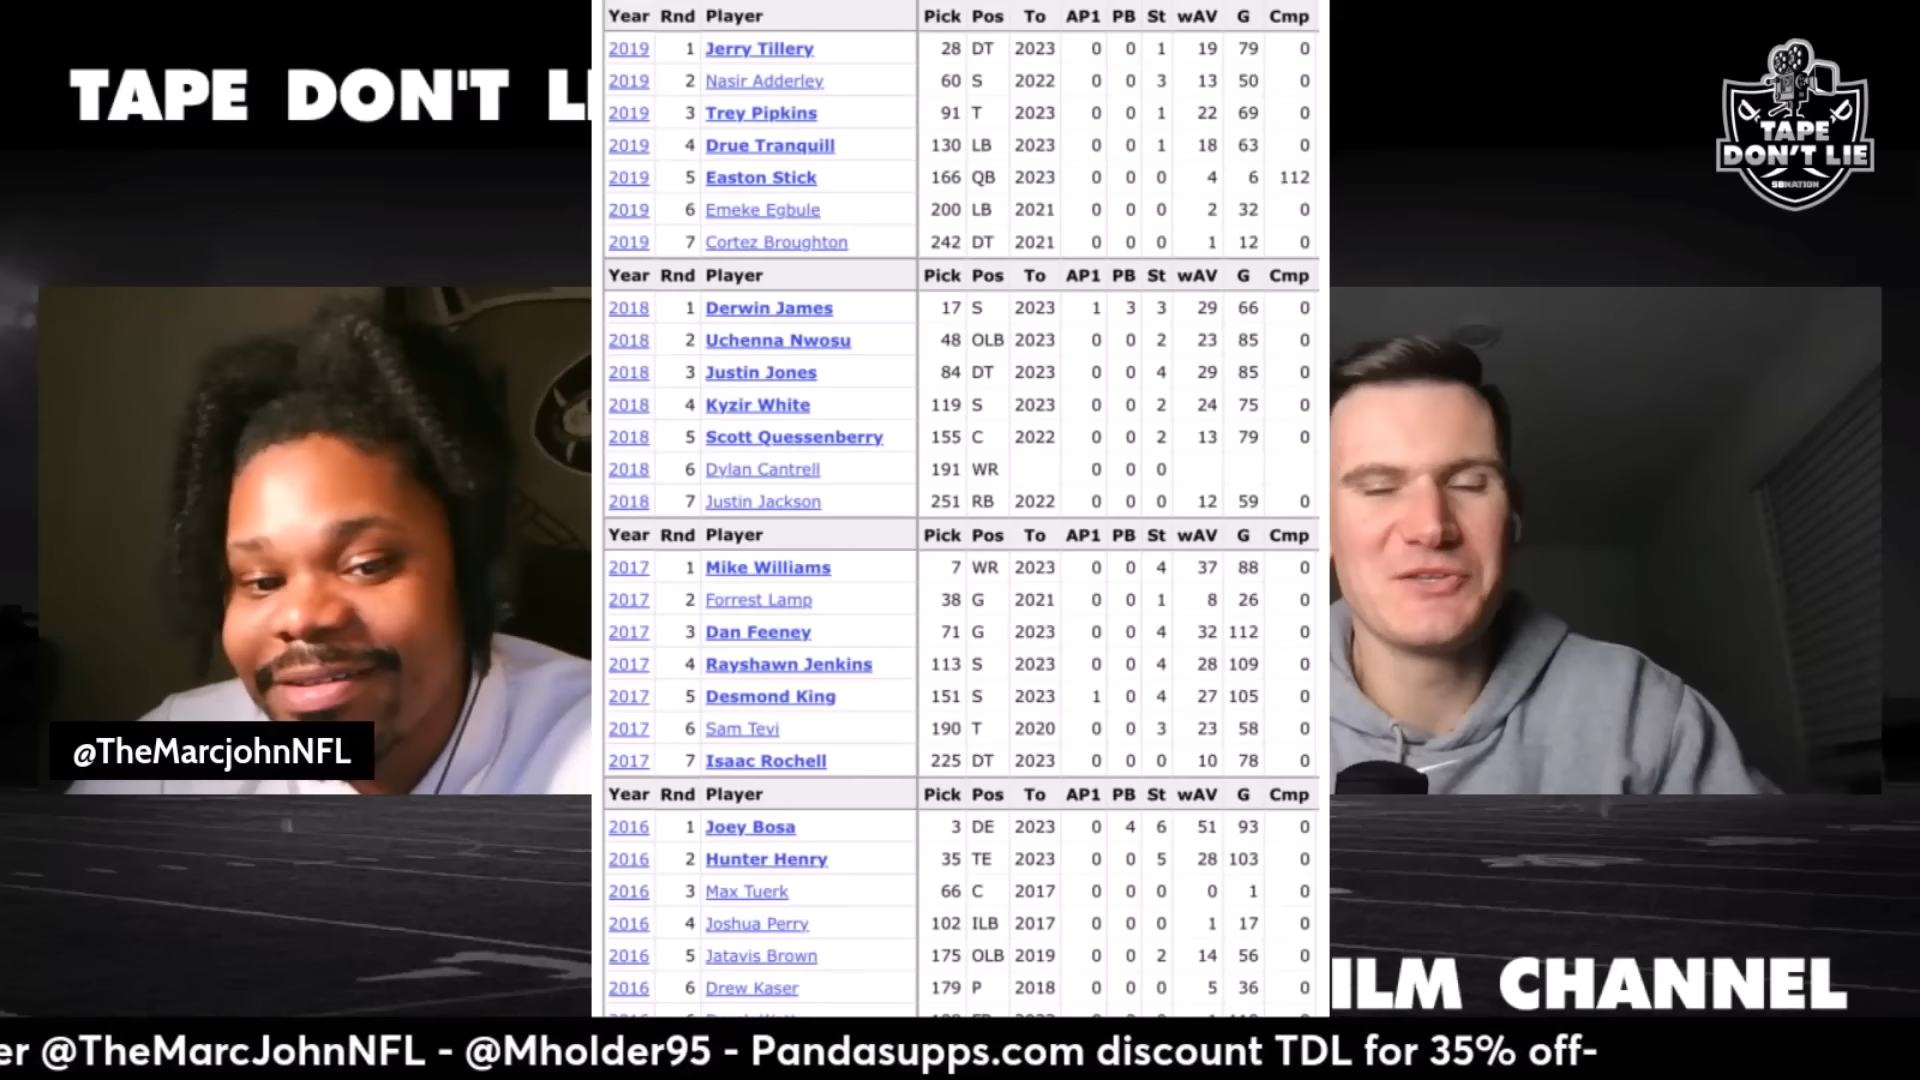 TAPE DON'T LI
Year Rnd Player Pick Pos To AP1 PB St wAV G Cmp
2019 1 Jerry Tillery 28 DT 2023 0 0 1 19 79 0
2019 2 Nasir Adderley 60 S 2022 0 0 3 13 50 0
2019 3 Trey Pipkins 91 T 2023 0 0 1 22 69 0
2019 4 Drue Tranquill 130 LB 2023 0 0 1 18 63 0
2019 5 Easton Stick 166 QB 2023 0 0 0 4 6 112
2019 6 Emeke Egbule 200 LB 2021 0 0 0 2 32 0
2019 7 Cortez Broughton 242 DT 2021 0 0 0 1 12 0
Year Rnd Player Pick Pos To AP1 PB St wAV G Cmp
2018 1 Derwin James 17 S 2023 1 3 3 29 66 0
2018 2 Uchenna Nwosu 48 OLB 2023 0 0 2 23 85 0
2018 3 Justin Jones 84 DT 2023 0 0 4 29 85 0
2018 4 Kyzir White 119 S 2023 0 0 2 24 75 0
2018 5 Scott Quessenberry 155 C 2022 0 0 2 13 79 0
2018 6 Dylan Cantrell 191 WR 0 0 0
2018 7 Justin Jackson 251 RB 2022 0 0 0 12 59 0
Year Rnd Player Pick Pos To AP1 PB St wAV G Cmp
2017 1 Mike Williams 7 WR 2023 0 0 4 37 88 0
2017 2 Forrest Lamp 38 G 2021 0 0 1 8 26 0
2017 3 Dan Feeney 71 G 2023 0 0 4 32 112 0
2017 4 Rayshawn Jenkins 113 S 2023 0 0 4 28 109 0
2017 5 Desmond King 151 S 2023 1 0 4 27 105 0
2017 6 Sam Tevi 190 T 2020 0 0 3 23 58 0
2017 7 Isaac Rochell 225 DT 2023 0 0 0 10 78 0
Year Rnd Player Pick Pos To AP1 PB St wAV G Cmp
2016 1 Joey Bosa 3 DE 2023 0 4 6 51 93 0
2016 2 Hunter Henry 35 TE 2023 0 0 5 28 103 0
2016 3 Max Tuerk 66 C 2017 0 0 0 0 1 0
2016 4 Joshua Perry 102 ILB 2017 0 0 0 1 17 0
2016 5 Jatavis Brown 175 OLB 2019 0 0 2 14 56 0
2016 6 Drew Kaser 179 P 2018 0 0 0 5 36 0
TAPE
DON'T LIE
SBNATION
@TheMarcjohnNFL
ILM CHANNEL
er @TheMarcJohnNFL - @Mholder95 - Pandasupps.com discount TDL for 35% off-